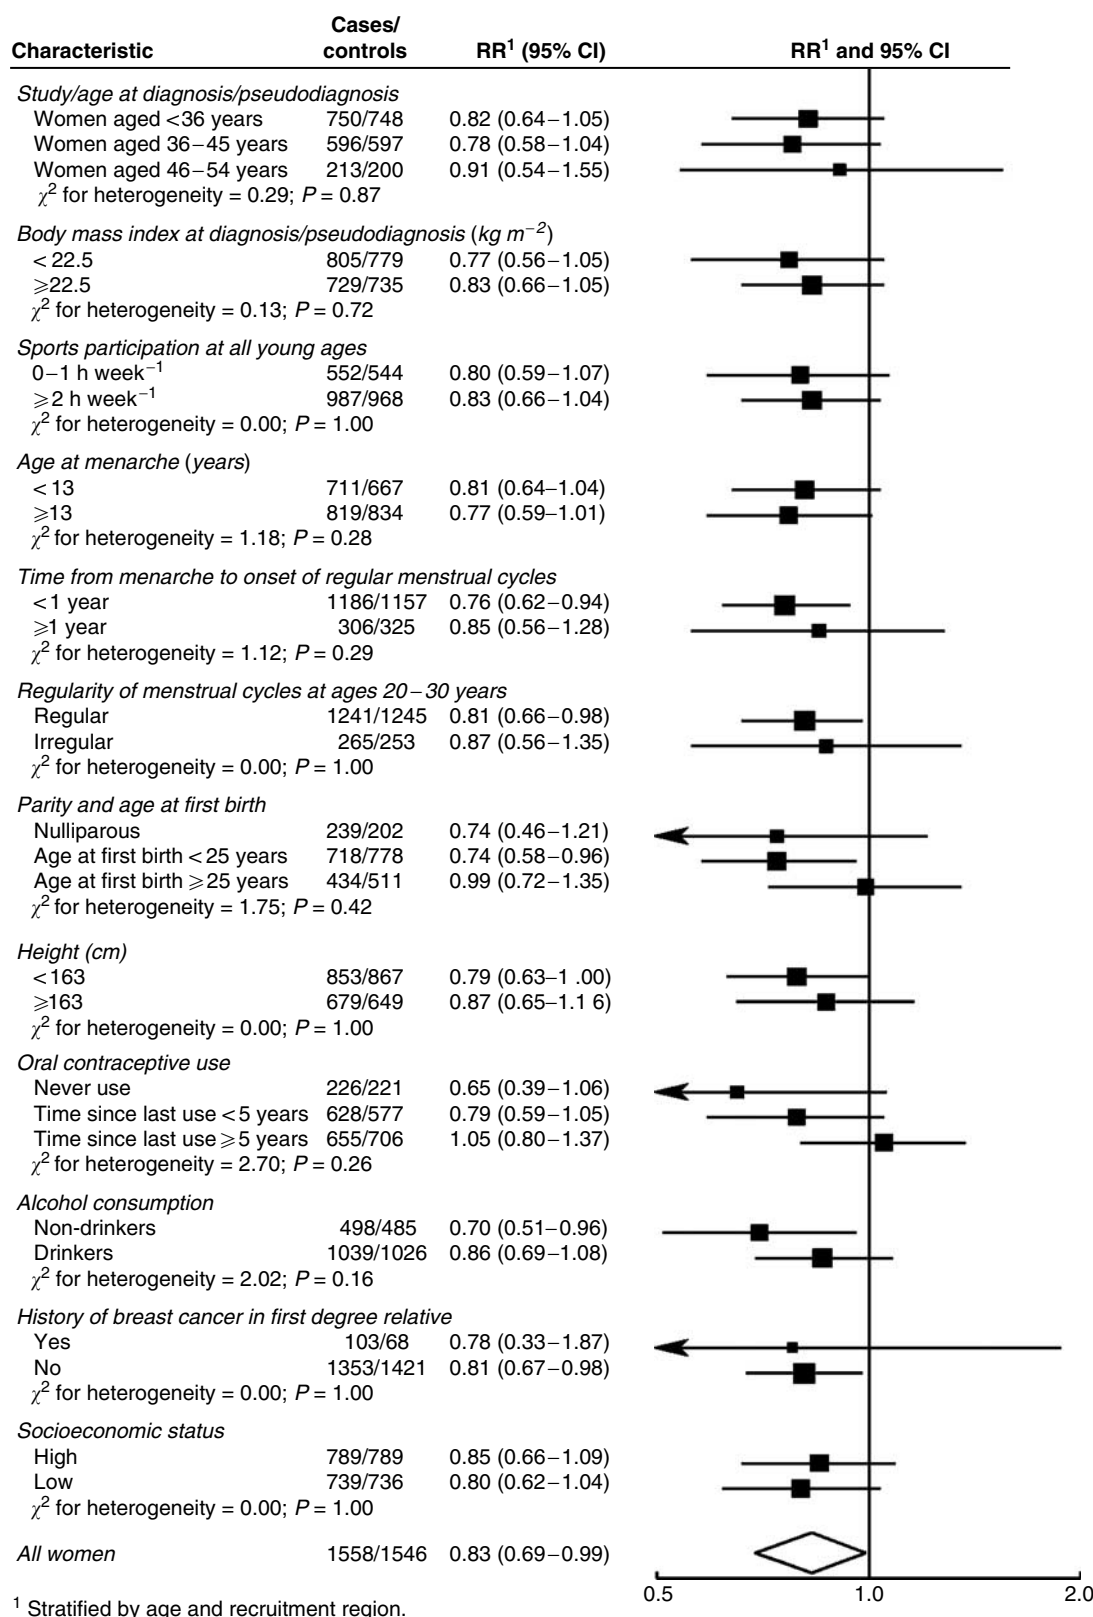 Cases/
Characteristic controls RR¹ (95% CI) RR¹ and 95% CI
Study/age at diagnosis/pseudodiagnosis
Women aged <36 years 750/748 0.82 (0.64–1.05)
Women aged 36–45 years 596/597 0.78 (0.58–1.04)
Women aged 46–54 years 213/200 0.91 (0.54–1.55)
χ² for heterogeneity = 0.29; P = 0.87
Body mass index at diagnosis/pseudodiagnosis (kg m⁻²)
<22.5 805/779 0.77 (0.56–1.05)
⩾22.5 729/735 0.83 (0.66–1.05)
χ² for heterogeneity = 0.13; P = 0.72
Sports participation at all young ages
0–1 h week⁻¹ 552/544 0.80 (0.59–1.07)
⩾2 h week⁻¹ 987/968 0.83 (0.66–1.04)
χ² for heterogeneity = 0.00; P = 1.00
Age at menarche (years)
<13 711/667 0.81 (0.64–1.04)
⩾13 819/834 0.77 (0.59–1.01)
χ² for heterogeneity = 1.18; P = 0.28
Time from menarche to onset of regular menstrual cycles
<1 year 1186/1157 0.76 (0.62–0.94)
⩾1 year 306/325 0.85 (0.56–1.28)
χ² for heterogeneity = 1.12; P = 0.29
Regularity of menstrual cycles at ages 20–30 years
Regular 1241/1245 0.81 (0.66–0.98)
Irregular 265/253 0.87 (0.56–1.35)
χ² for heterogeneity = 0.00; P = 1.00
Parity and age at first birth
Nulliparous 239/202 0.74 (0.46–1.21)
Age at first birth <25 years 718/778 0.74 (0.58–0.96)
Age at first birth ⩾25 years 434/511 0.99 (0.72–1.35)
χ² for heterogeneity = 1.75; P = 0.42
Height (cm)
<163 853/867 0.79 (0.63–1 .00)
⩾163 679/649 0.87 (0.65–1.1 6)
χ² for heterogeneity = 0.00; P = 1.00
Oral contraceptive use
Never use 226/221 0.65 (0.39–1.06)
Time since last use <5 years 628/577 0.79 (0.59–1.05)
Time since last use ⩾5 years 655/706 1.05 (0.80–1.37)
χ² for heterogeneity = 2.70; P = 0.26
Alcohol consumption
Non-drinkers 498/485 0.70 (0.51–0.96)
Drinkers 1039/1026 0.86 (0.69–1.08)
χ² for heterogeneity = 2.02; P = 0.16
History of breast cancer in first degree relative
Yes 103/68 0.78 (0.33–1.87)
No 1353/1421 0.81 (0.67–0.98)
χ² for heterogeneity = 0.00; P = 1.00
Socioeconomic status
High 789/789 0.85 (0.66–1.09)
Low 739/736 0.80 (0.62–1.04)
χ² for heterogeneity = 0.00; P = 1.00
All women 1558/1546 0.83 (0.69–0.99)
0.5 1.0 2.0
¹ Stratified by age and recruitment region.